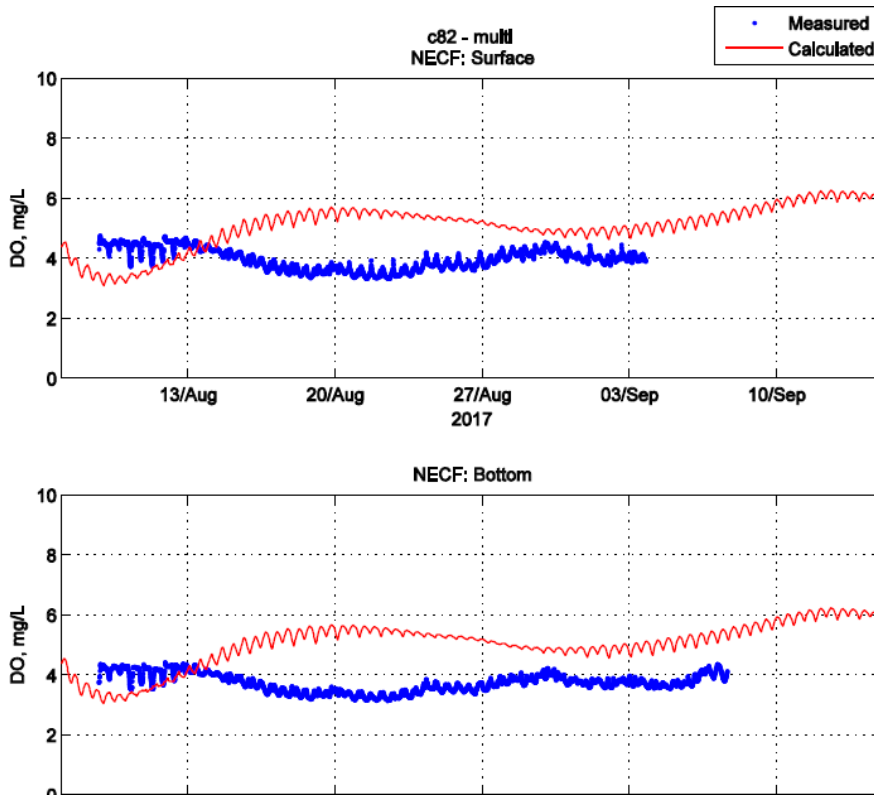 c82 - multi
NECF: Surface
Measured
Calculated
10
8
6
4
2
0
DO, mg/L
13/Aug 20/Aug 27/Aug 03/Sep 10/Sep
2017
NECF: Bottom
10
8
6
4
2
DO, mg/L